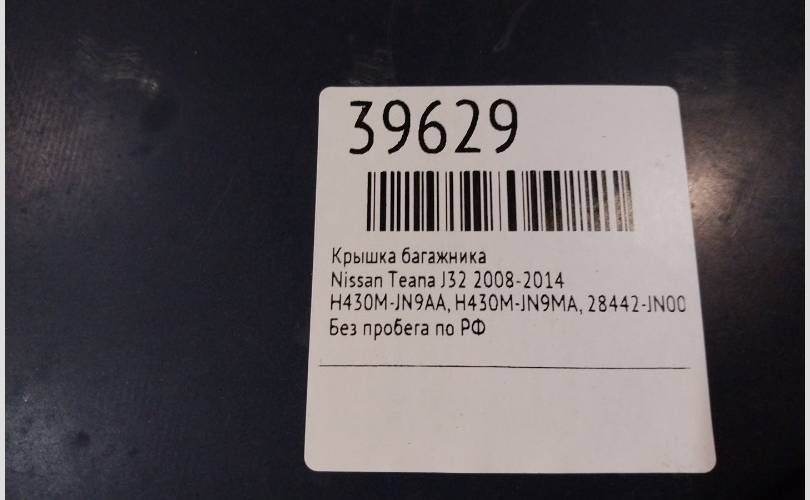 39629
Крышка багажника
Nissan Teana J32 2008-2014
H430M-JN9AA, H430M-JN9MA, 28442-JN00
Без пробега по РФ